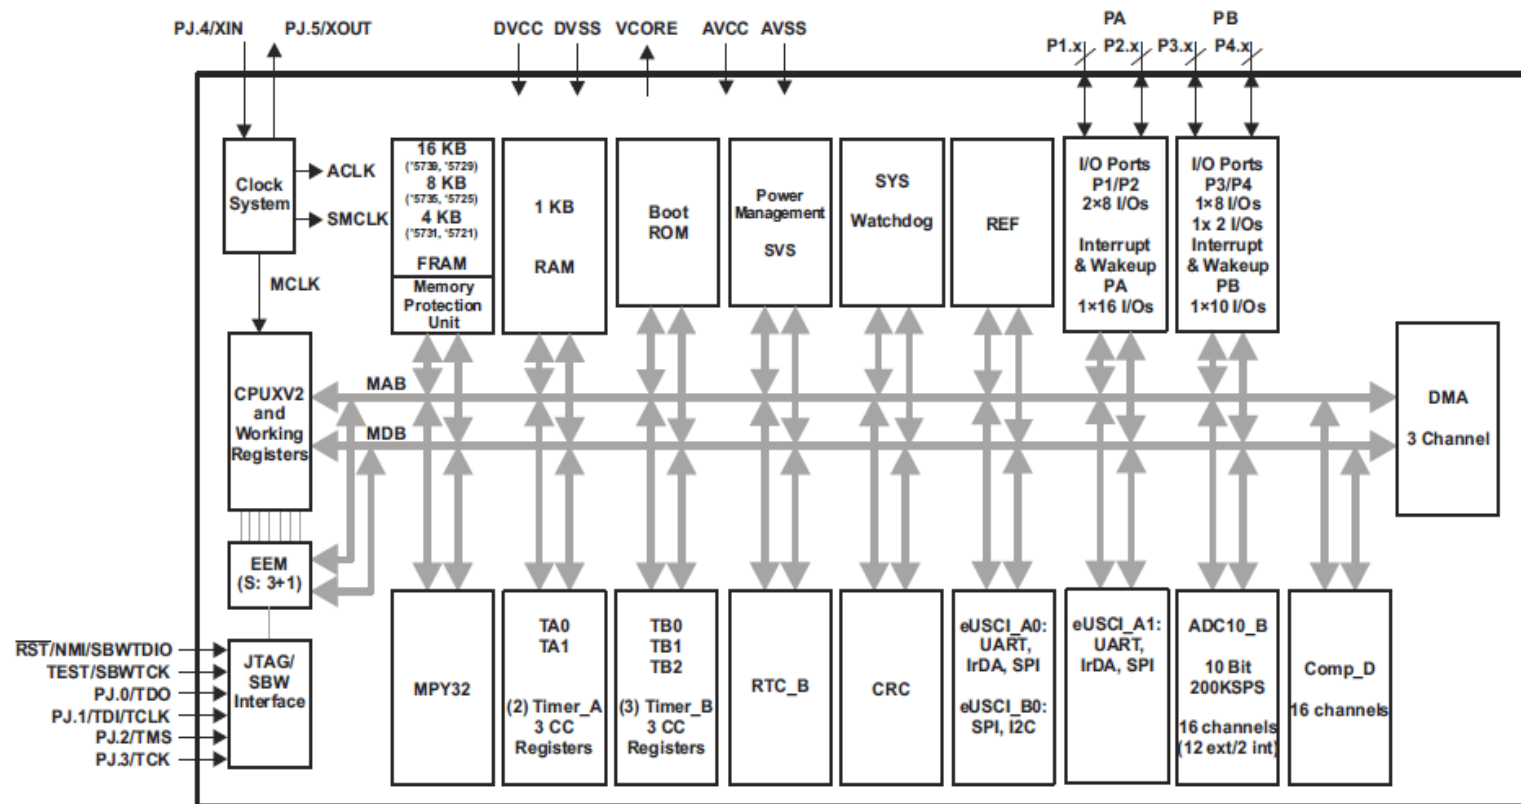 PJ.4/XIN
PJ.5/XOUT
DVCC
DVSS
VCORE
AVCC
AVSS
PA
PB
P1.x
P2.x
P3.x
P4.x
Clock
System
ACLK
SMCLK
MCLK
16 KB
(*5739, *5729)
8 KB
(*5735, *5725)
4 KB
(*5731, *5721)
FRAM
Memory
Protection
Unit
1 KB
RAM
Boot
ROM
Power
Management
SVS
SYS
Watchdog
REF
I/O Ports
P1/P2
2×8 I/Os
Interrupt
& Wakeup
PA
1×16 I/Os
I/O Ports
P3/P4
1×8 I/Os
1x 2 I/Os
Interrupt
& Wakeup
PB
1×10 I/Os
CPUXV2
and
Working
Registers
MAB
MDB
DMA
3 Channel
EEM
(S: 3+1)
RST/NMI/SBWTDIO
TEST/SBWTCK
PJ.0/TDO
PJ.1/TDI/TCLK
PJ.2/TMS
PJ.3/TCK
JTAG/
SBW
Interface
MPY32
TA0
TA1
(2) Timer_A
3 CC
Registers
TB0
TB1
TB2
(3) Timer_B
3 CC
Registers
RTC_B
CRC
eUSCI_A0:
UART,
IrDA, SPI
eUSCI_B0:
SPI, I2C
eUSCI_A1:
UART,
IrDA, SPI
ADC10_B
10 Bit
200KSPS
16 channels
(12 ext/2 int)
Comp_D
16 channels